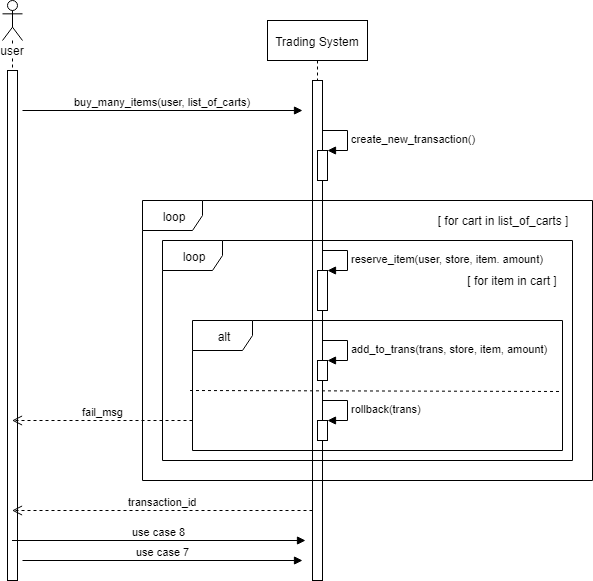 user
Trading System
buy_many_items(user, list_of_carts)
create_new_transaction()
loop
[ for cart in list_of_carts ]
loop
reserve_item(user, store, item. amount)
[ for item in cart ]
alt
add_to_trans(trans, store, item, amount)
rollback(trans)
fail_msg
transaction_id
use case 8
use case 7